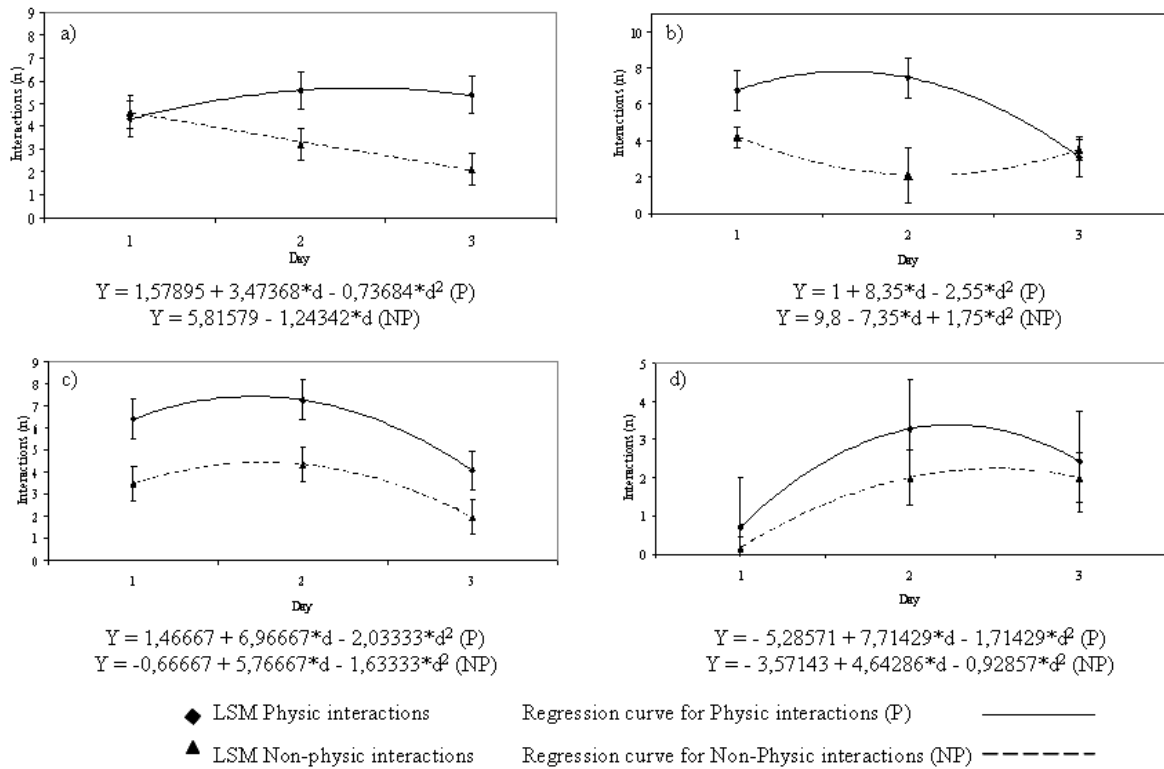 a)
Interactions (n)
9
8
7
6
5
4
3
2
1
0
1 2 3
Day
Y = 1,57895 + 3,47368*d - 0,73684*d² (P)
Y = 5,81579 - 1,24342*d (NP)
b)
Interactions (n)
10
8
6
4
2
0
1 2 3
Day
Y = 1 + 8,35*d - 2,55*d² (P)
Y = 9,8 - 7,35*d + 1,75*d² (NP)
c)
Interactions (n)
9
8
7
6
5
4
3
2
1
0
1 2 3
Day
Y = 1,46667 + 6,96667*d - 2,03333*d² (P)
Y = -0,66667 + 5,76667*d - 1,63333*d² (NP)
d)
Interactions (n)
5
4
3
2
1
0
1 2 3
Day
Y = - 5,28571 + 7,71429*d - 1,71429*d² (P)
Y = - 3,57143 + 4,64286*d - 0,92857*d² (NP)
LSM Physic interactions Regression curve for Physic interactions (P)
LSM Non-physic interactions Regression curve for Non-Physic interactions (NP)